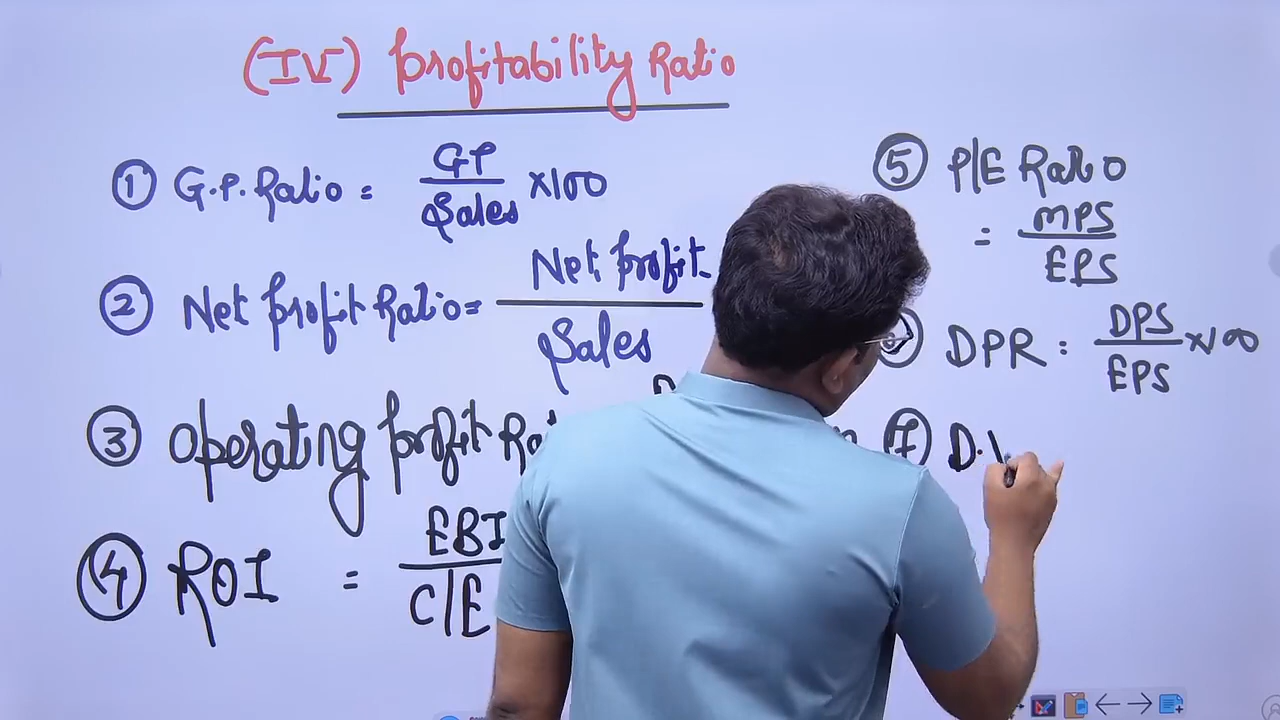 (IV) Profitability Ratio
① G.P. Ratio = GP / Sales ×100
② Net Profit Ratio = Net Profit / Sales
③ Operating Profit
④ ROI = EBI / C/E
⑤ P/E Ratio
= MPS / EPS
DPR = DPS / EPS ×100
⑦ D.